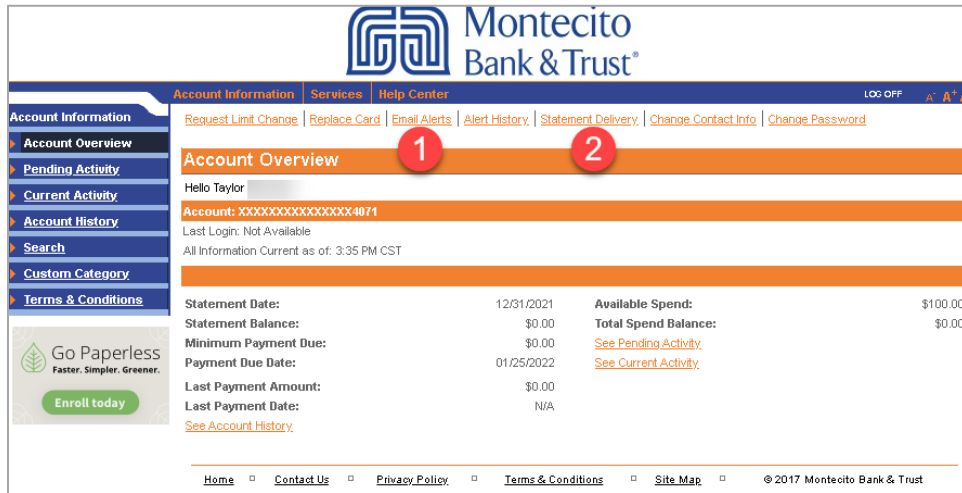 Montecito
Bank & Trust®
Account Information Services Help Center LOG OFF A- A+
Account Information
Request Limit Change Replace Card Email Alerts Alert History Statement Delivery Change Contact Info Change Password
1 2
Account Overview
Pending Activity
Current Activity
Account History
Search
Custom Category
Terms & Conditions
Go Paperless
Faster. Simpler. Greener.
Enroll today
Account Overview
Hello Taylor
Account: XXXXXXXXXXXXXXX4071
Last Login: Not Available
All Information Current as of: 3:35 PM CST
Statement Date: 12/31/2021 Available Spend: $100.00
Statement Balance: $0.00 Total Spend Balance: $0.00
Minimum Payment Due: $0.00 See Pending Activity
Payment Due Date: 01/25/2022 See Current Activity
Last Payment Amount: $0.00
Last Payment Date: N/A
See Account History
Home Contact Us Privacy Policy Terms & Conditions Site Map © 2017 Montecito Bank & Trust